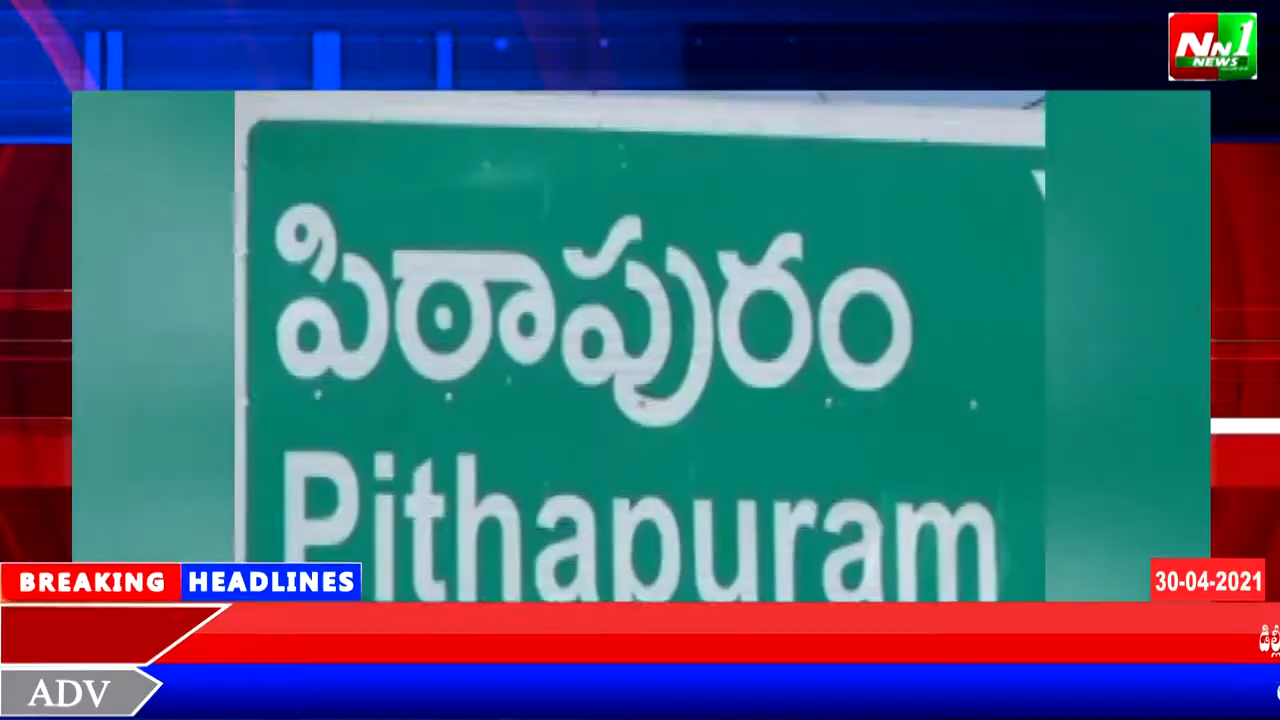 NN1
NEWS
పిఠాపురం
Pithapuram
BREAKING HEADLINES
30-04-2021
ADV